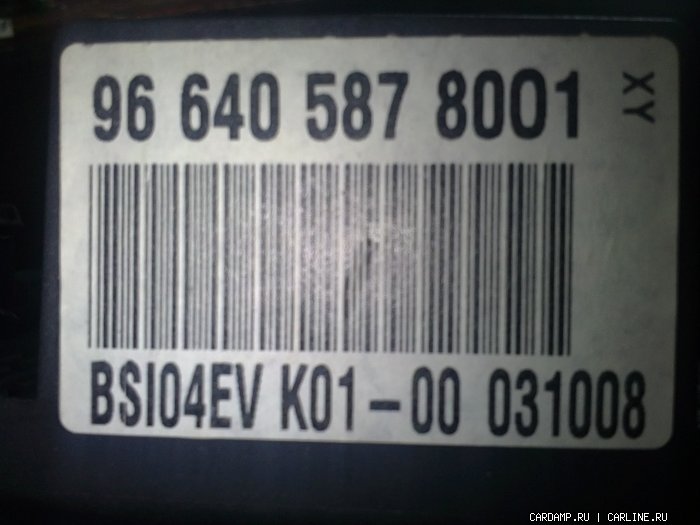 96 640 587 8001
XY
BSI04EV K01-00 031008
CARDAMP.RU | CARLINE.RU